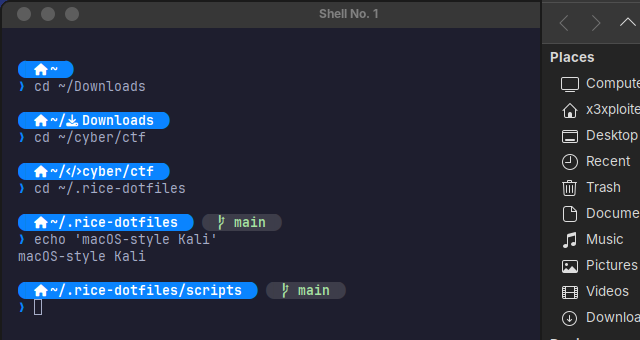 Shell No. 1
~
❯ cd ~/Downloads
~/ Downloads
❯ cd ~/cyber/ctf
~/</>cyber/ctf
❯ cd ~/.rice-dotfiles
~/.rice-dotfiles main
❯ echo 'macOS-style Kali'
macOS-style Kali
~/.rice-dotfiles/scripts main
❯
Places
Compute
x3xploite
Desktop
Recent
Trash
Docume
Music
Pictures
Videos
Downloa